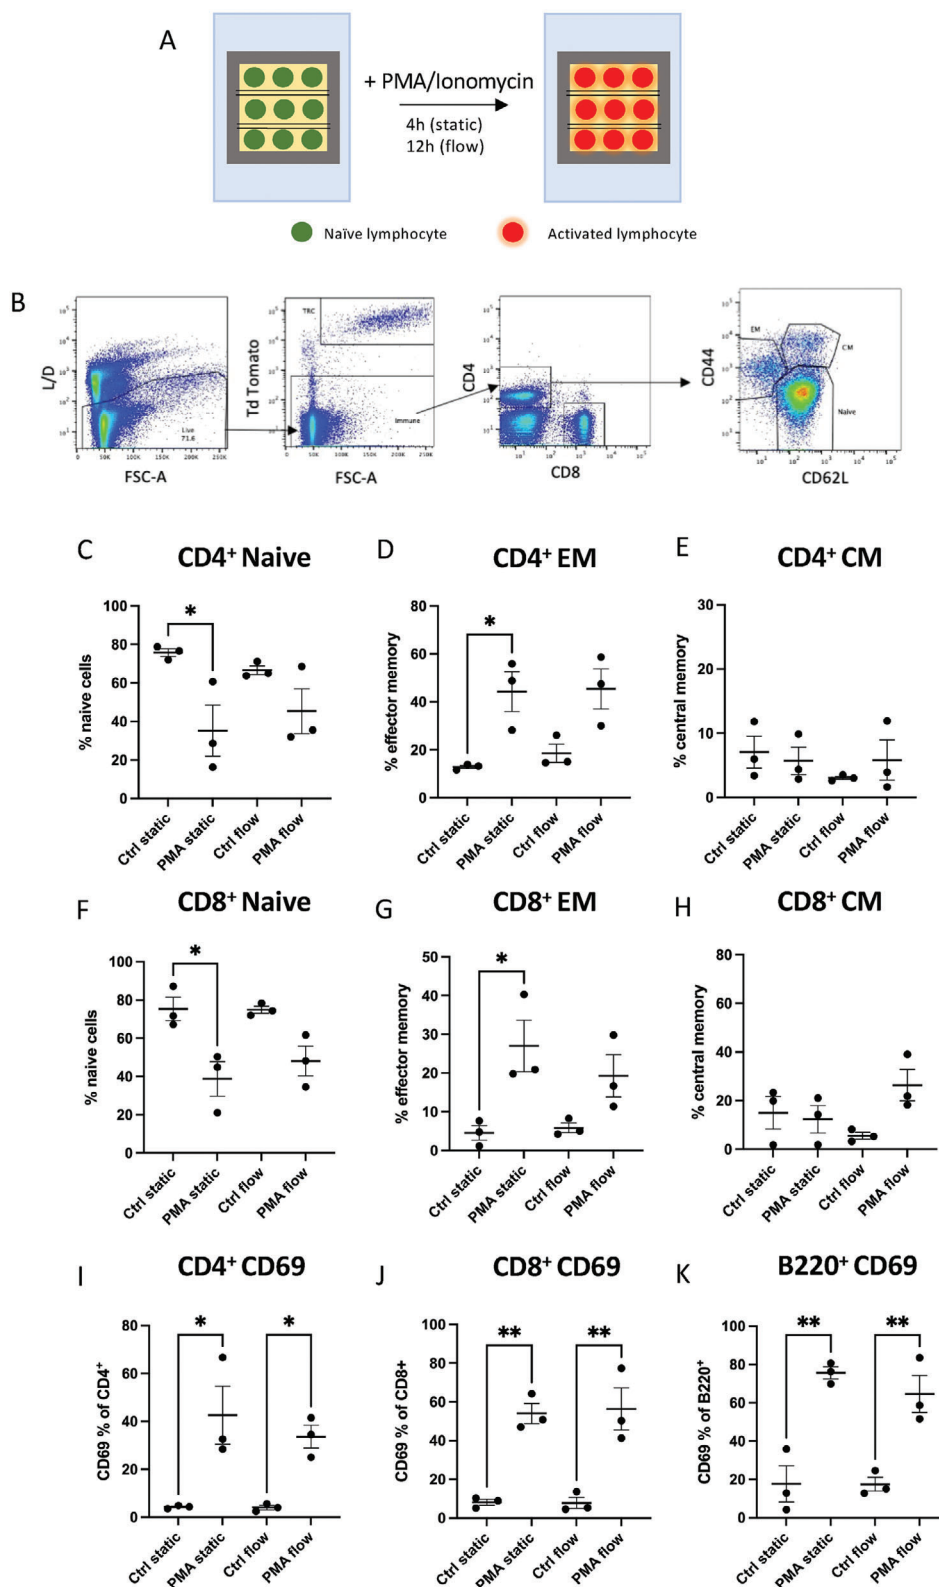 A
+ PMA/Ionomycin
4h (static)
12h (flow)
Naïve lymphocyte
Activated lymphocyte
B
L/D
Live
71.6
FSC-A
Td Tomato
TRC
Immune
FSC-A
CD4
CD8
CD44
EM
CM
Naive
CD62L
C
CD4+ Naive
% naive cells
100
80
60
40
20
0
*
Ctrl static
PMA static
Ctrl flow
PMA flow
D
CD4+ EM
% effector memory
80
60
40
20
0
*
Ctrl static
PMA static
Ctrl flow
PMA flow
E
CD4+ CM
% central memory
30
20
10
0
Ctrl static
PMA static
Ctrl flow
PMA flow
F
CD8+ Naive
% naive cells
100
80
60
40
20
0
*
Ctrl static
PMA static
Ctrl flow
PMA flow
G
CD8+ EM
% effector memory
50
40
30
20
10
0
*
Ctrl static
PMA static
Ctrl flow
PMA flow
H
CD8+ CM
% central memory
80
60
40
20
0
Ctrl static
PMA static
Ctrl flow
PMA flow
I
CD4+ CD69
CD69 % of CD4+
80
60
40
20
0
*
*
Ctrl static
PMA static
Ctrl flow
PMA flow
J
CD8+ CD69
CD69 % of CD8+
100
80
60
40
20
0
**
**
Ctrl static
PMA static
Ctrl flow
PMA flow
K
B220+ CD69
CD69 % of B220+
100
80
60
40
20
0
**
**
Ctrl static
PMA static
Ctrl flow
PMA flow